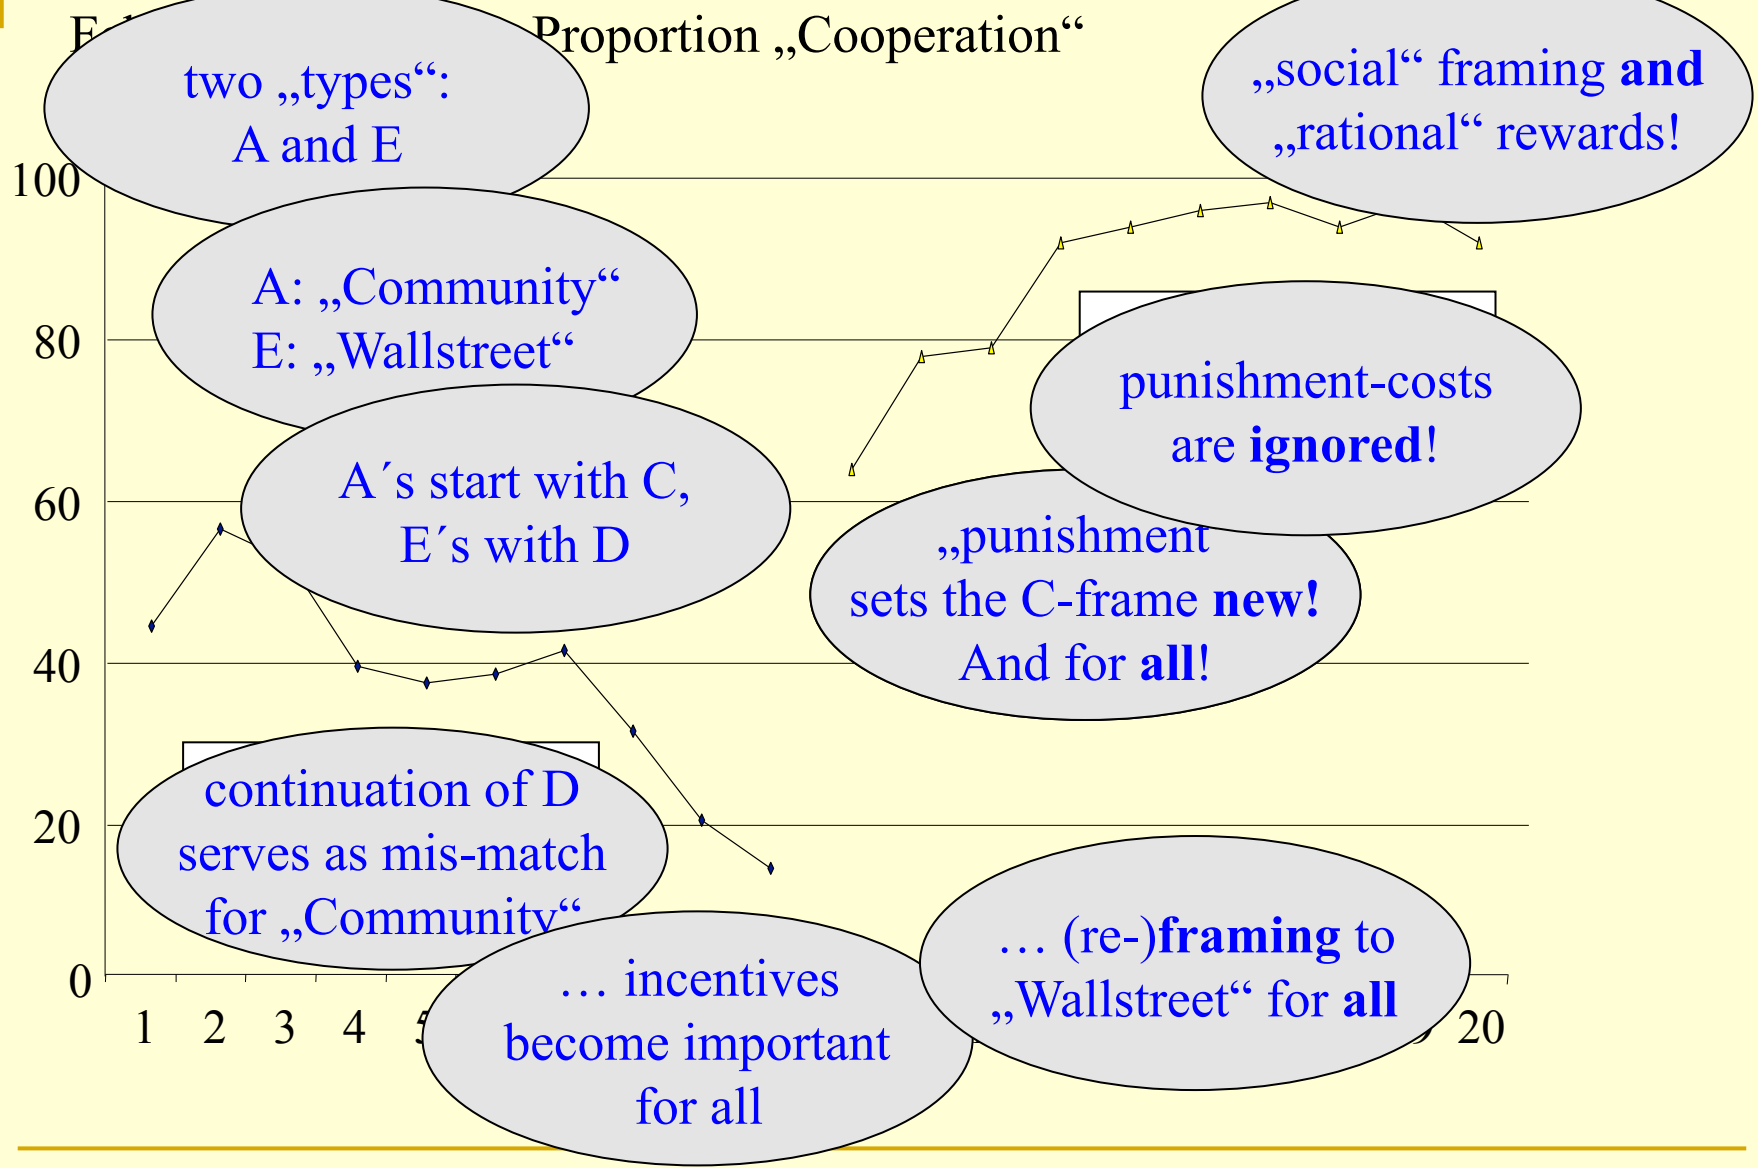 Proportion „Cooperation“
two „types“:
A and E
„social“ framing and
„rational“ rewards!
100
A: „Community“
E: „Wallstreet“
80
punishment-costs
are ignored!
A´s start with C,
E´s with D
60
„punishment
sets the C-frame new!
And for all!
40
continuation of D
serves as mis-match
for „Community“
20
… (re-)framing to
„Wallstreet“ for all
… incentives
become important
for all
0
1 2 3 4 5 20